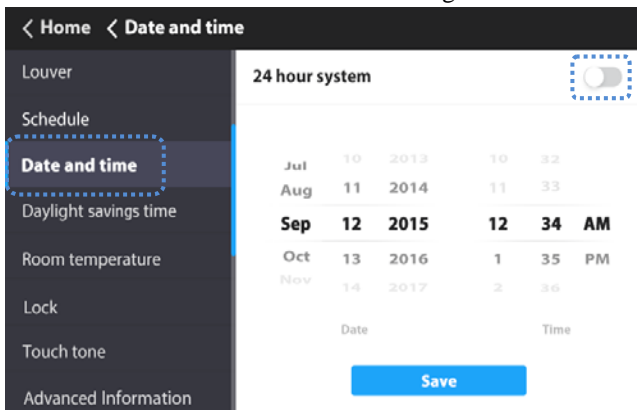 < Home < Date and time
Louver
Schedule
Date and time
Daylight savings time
Room temperature
Lock
Touch tone
Advanced Information
24 hour system
Jul 10 2013 10 32
Aug 11 2014 11 33
Sep 12 2015 12 34 AM
Oct 13 2016 1 35 PM
Nov 14 2017 2 36
Date Time
Save